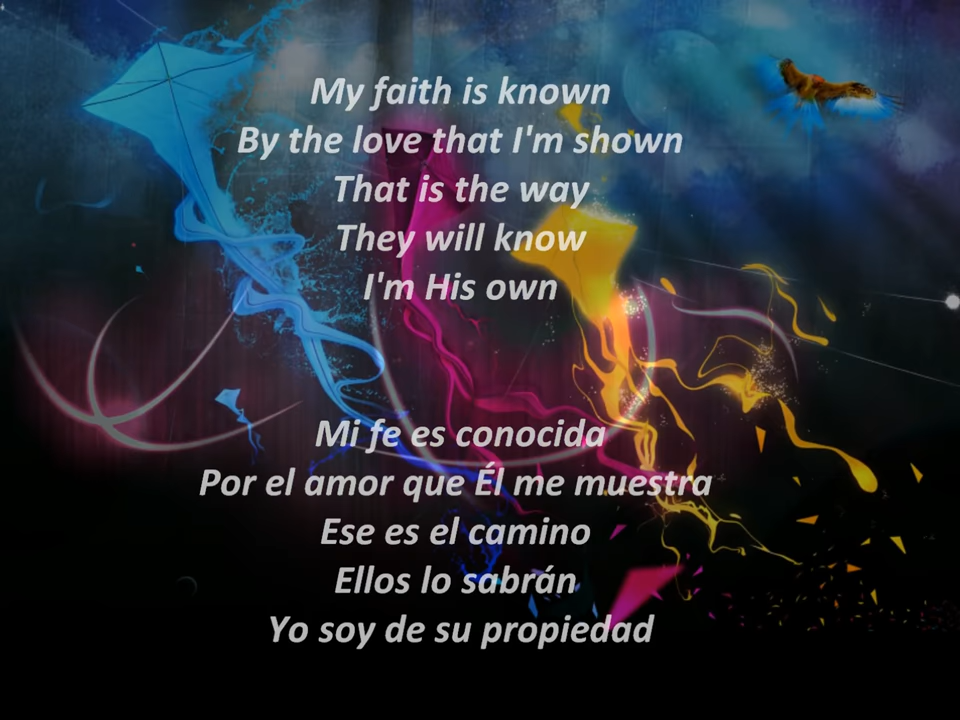 My faith is known
By the love that I'm shown
That is the way
They will know
I'm His own
Mi fe es conocida
Por el amor que Él me muestra
Ese es el camino
Ellos lo sabrán
Yo soy de su propiedad